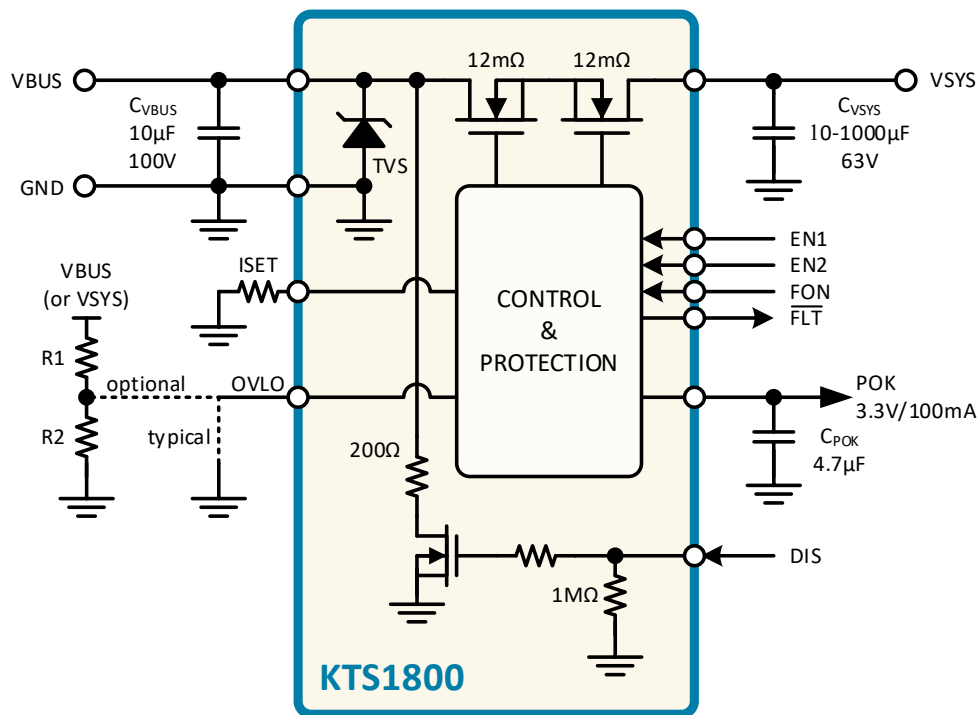 12mΩ
12mΩ
VBUS
VSYS
CVBUS
10µF
100V
TVS
CVSYS
10-1000µF
63V
GND
EN1
EN2
FON
FLT
VBUS
(or VSYS)
ISET
CONTROL
&
PROTECTION
R1
optional
OVLO
R2
typical
POK
3.3V/100mA
CPOK
4.7µF
200Ω
DIS
1MΩ
KTS1800